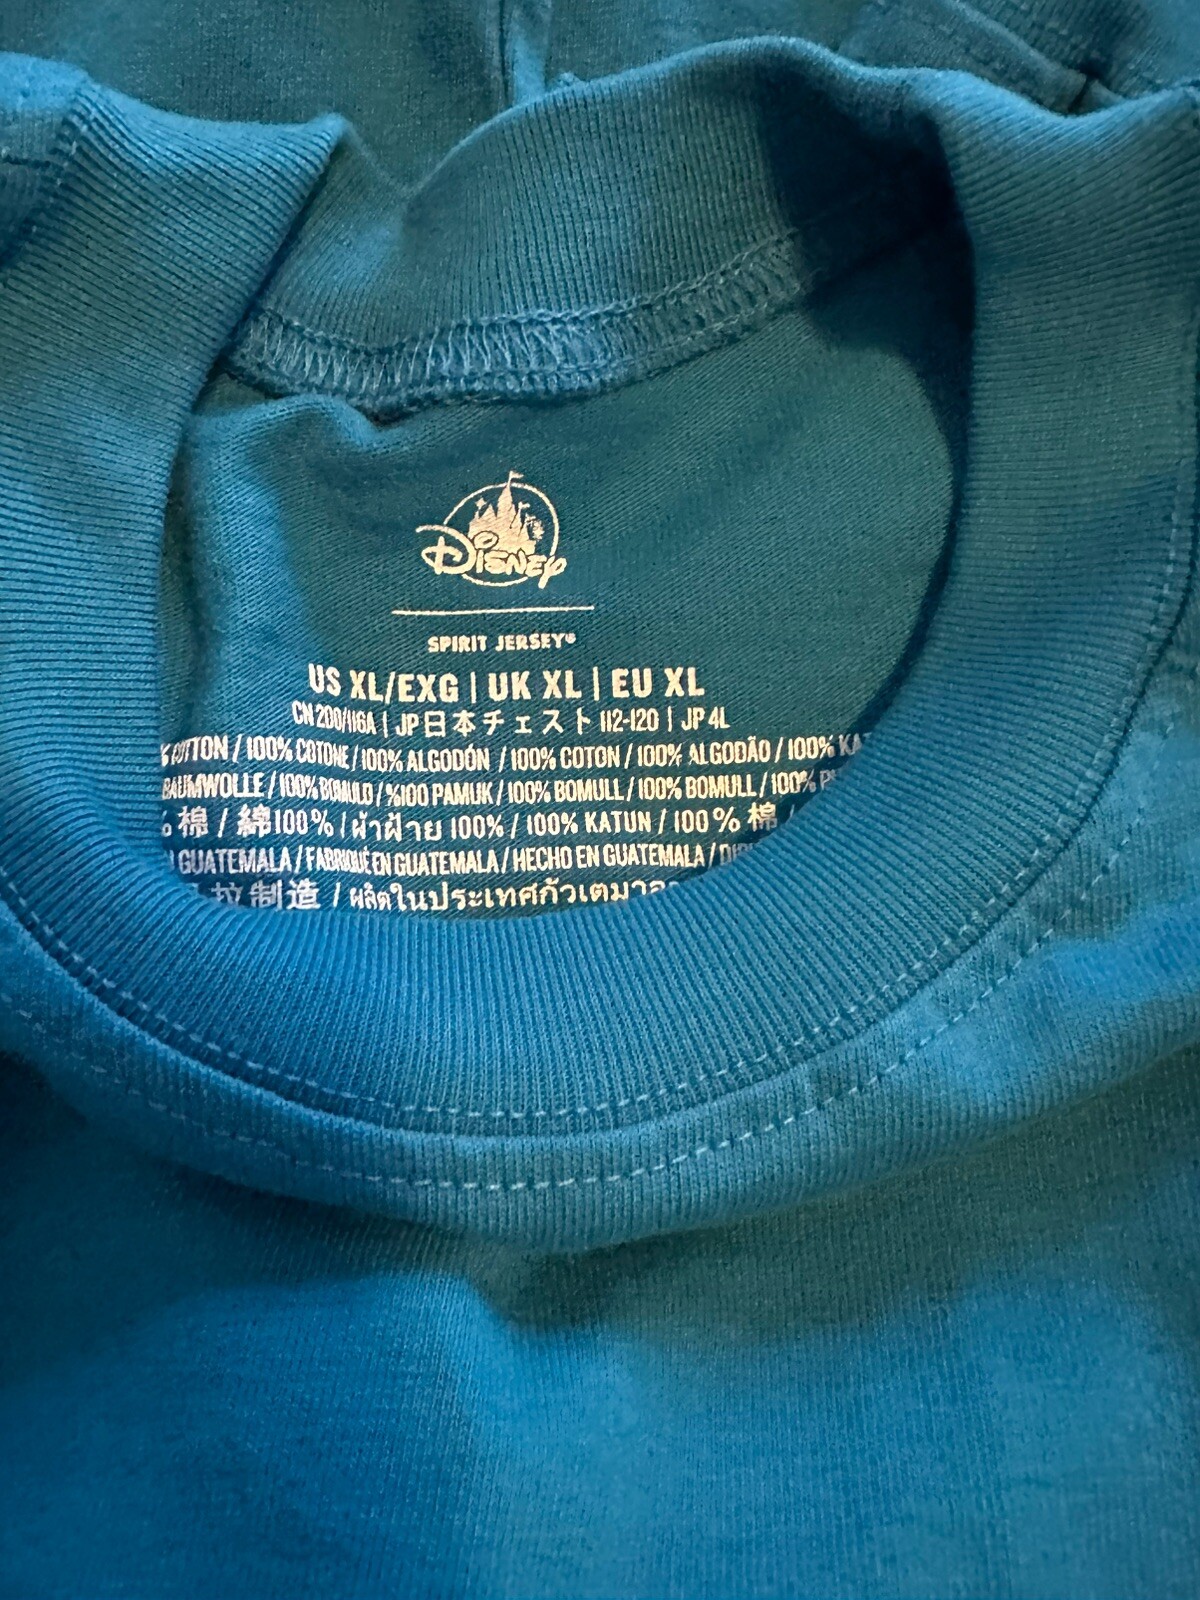 Disney
SPIRIT JERSEY®
US XL/EXG | UK XL | EU XL
CN 200/116A | JP日本チェスト 112-120 | JP 4L
COTTON / 100% COTONE / 100% ALGODÓN / 100% COTON / 100% ALGODÃO / 100%
BAUMWOLLE / 100% BOMULD / %100 PAMUK / 100% BOMULL / 100% BOMULL / 100%
棉 / 綿100% / ผ้าฝ้าย 100% / 100% KATUN / 100% 棉 /
GUATEMALA / FABRIQUÉ EN GUATEMALA / HECHO EN GUATEMALA /
拉制造 / ผลิตในประเทศกัวเตมา